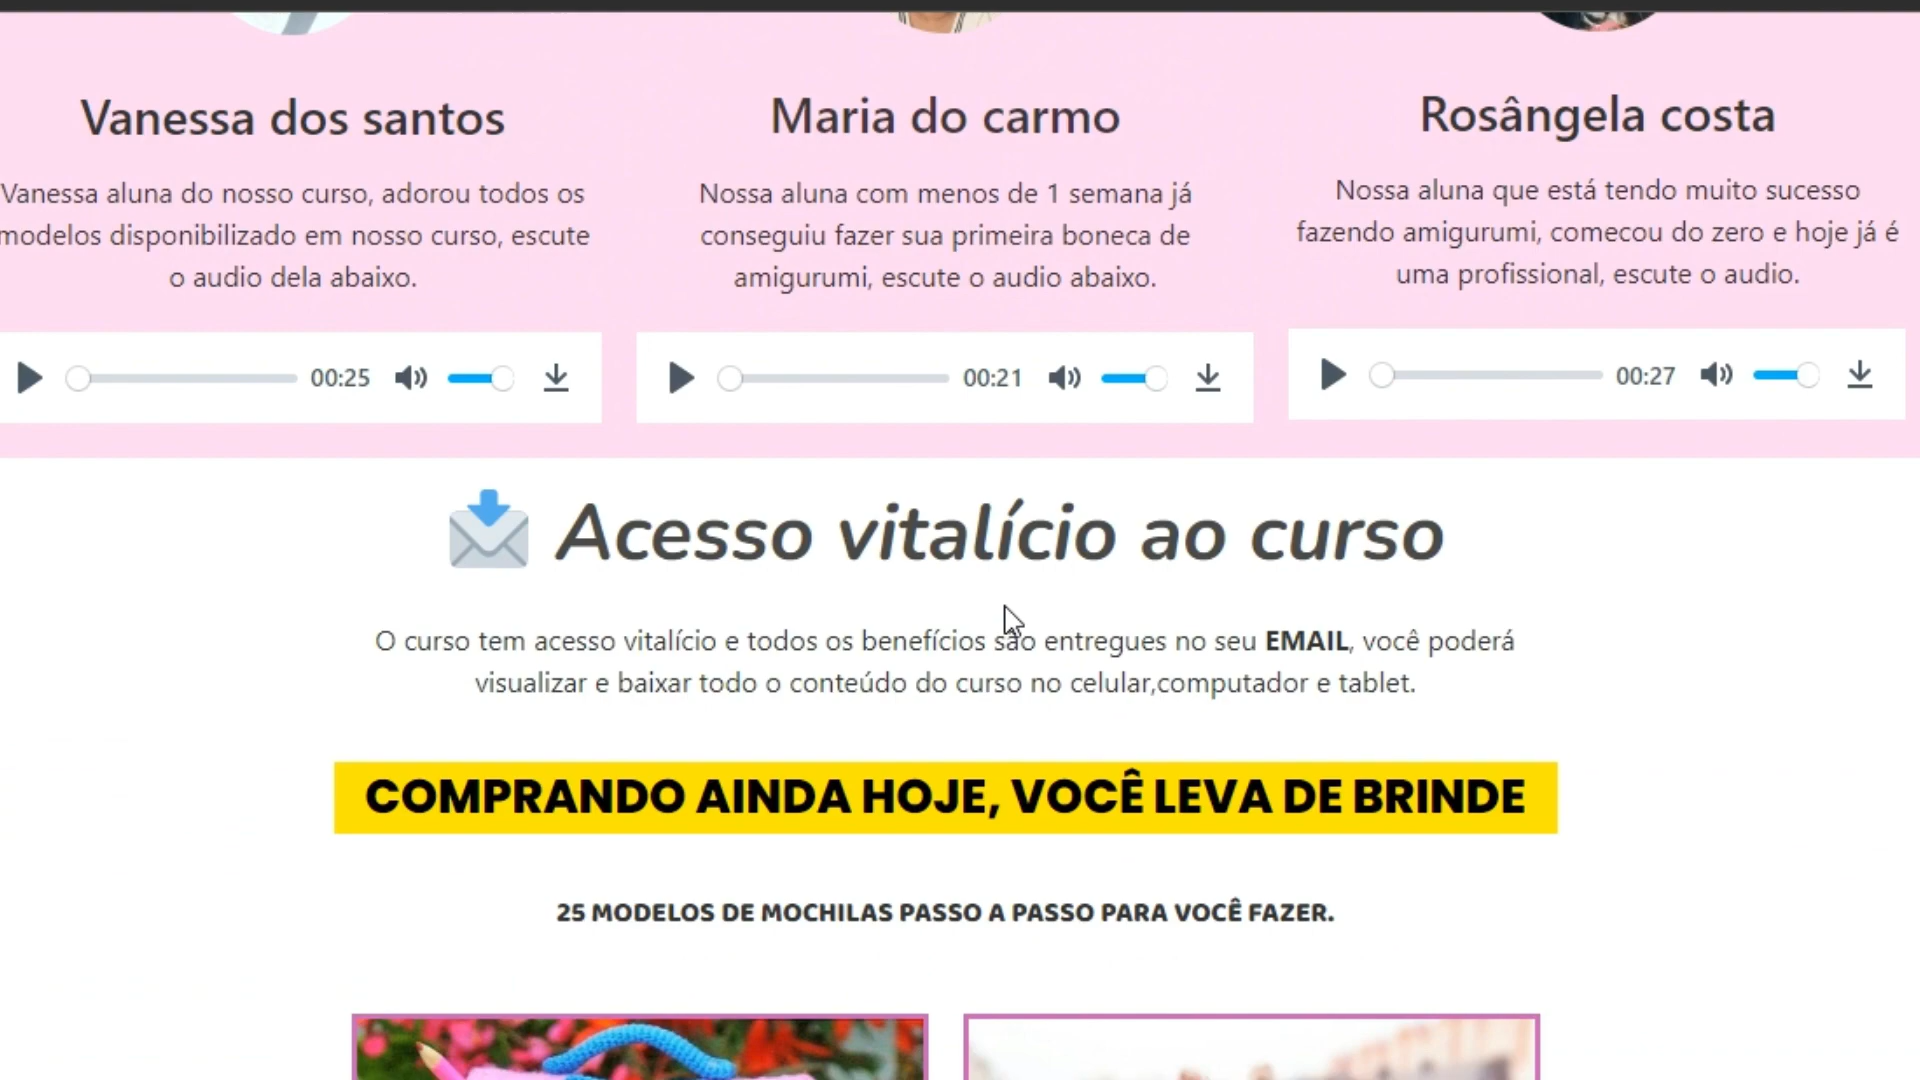 Vanessa dos santos
Vanessa aluna do nosso curso, adorou todos os
modelos disponibilizado em nosso curso, escute
o audio dela abaixo.
00:25
Maria do carmo
Nossa aluna com menos de 1 semana já
conseguiu fazer sua primeira boneca de
amigurumi, escute o audio abaixo.
00:21
Rosângela costa
Nossa aluna que está tendo muito sucesso
fazendo amigurumi, comecou do zero e hoje já é
uma profissional, escute o audio.
00:27
Acesso vitalício ao curso
O curso tem acesso vitalício e todos os benefícios são entregues no seu EMAIL, você poderá
visualizar e baixar todo o conteúdo do curso no celular,computador e tablet.
COMPRANDO AINDA HOJE, VOCÊ LEVA DE BRINDE
25 MODELOS DE MOCHILAS PASSO A PASSO PARA VOCÊ FAZER.